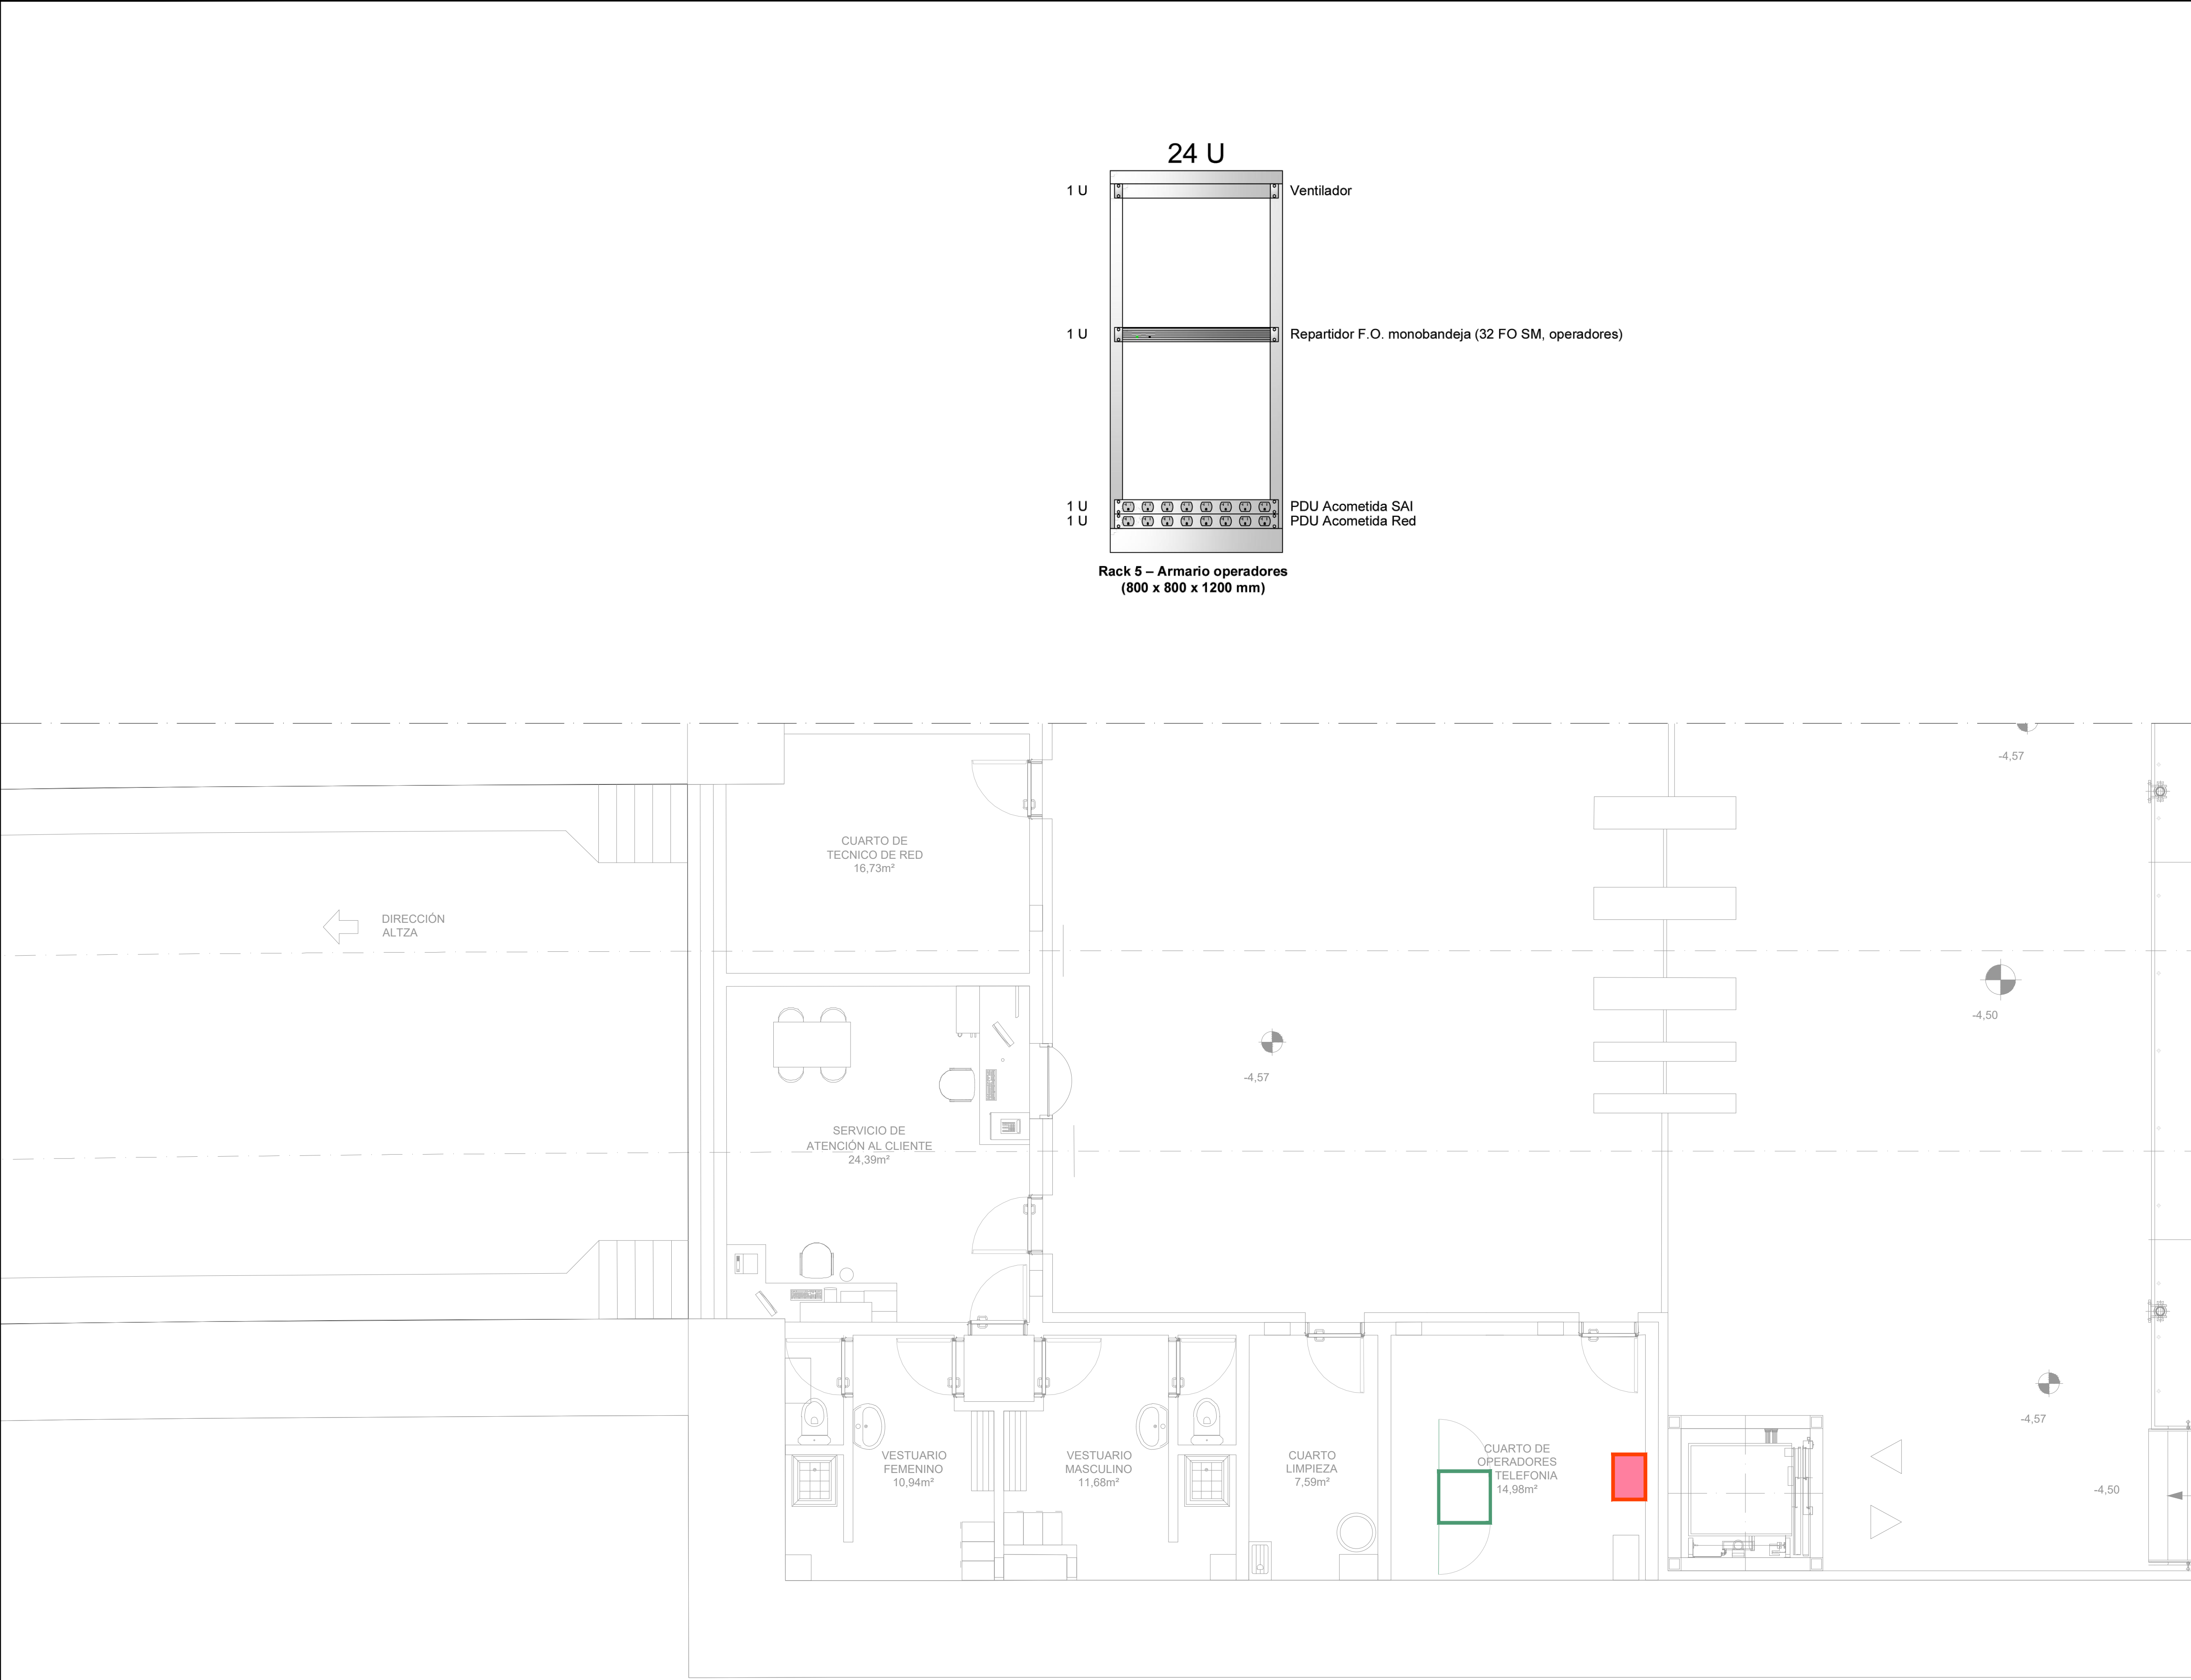 24 U
1 U Ventilador
1 U Repartidor F.O. monobandeja (32 FO SM, operadores)
1 U PDU Acometida SAI
1 U PDU Acometida Red
Rack 5 – Armario operadores
(800 x 800 x 1200 mm)
-4,57
CUARTO DE
TECNICO DE RED
16,73m²
DIRECCIÓN
ALTZA
-4,50
-4,57
SERVICIO DE
ATENCIÓN AL CLIENTE
24,39m²
-4,57
VESTUARIO
FEMENINO
10,94m²
VESTUARIO
MASCULINO
11,68m²
CUARTO
LIMPIEZA
7,59m²
CUARTO DE
OPERADORES
TELEFONIA
14,98m²
-4,50